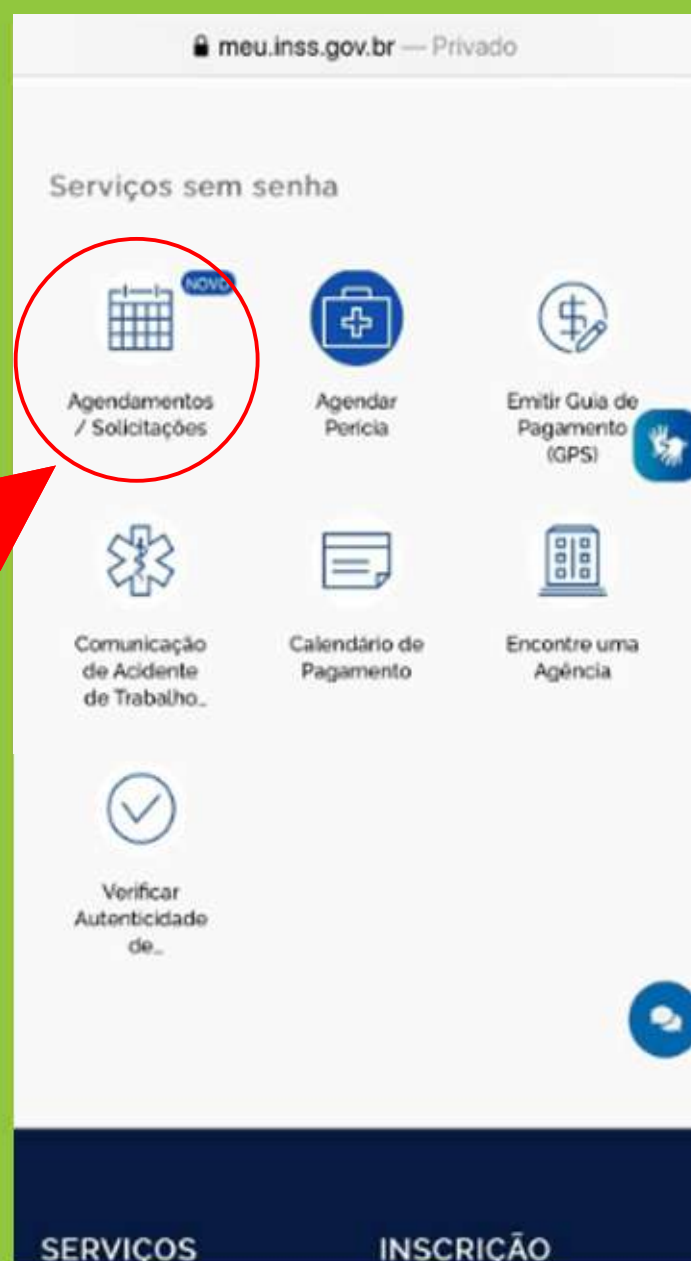 meu.inss.gov.br — Privado
Serviços sem senha
NOVO
Agendamentos
/ Solicitações
Agendar
Perícia
Emitir Guia de
Pagamento
(GPS)
Comunicação
de Acidente
de Trabalho...
Calendário de
Pagamento
Encontre uma
Agência
Verificar
Autenticidade
de...
SERVIÇOS
INSCRIÇÃO